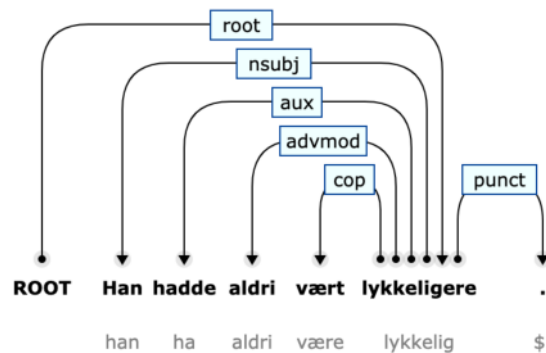 root
nsubj
aux
advmod
cop punct
ROOT Han hadde aldri vært lykkeligere .
han ha aldri være lykkelig $